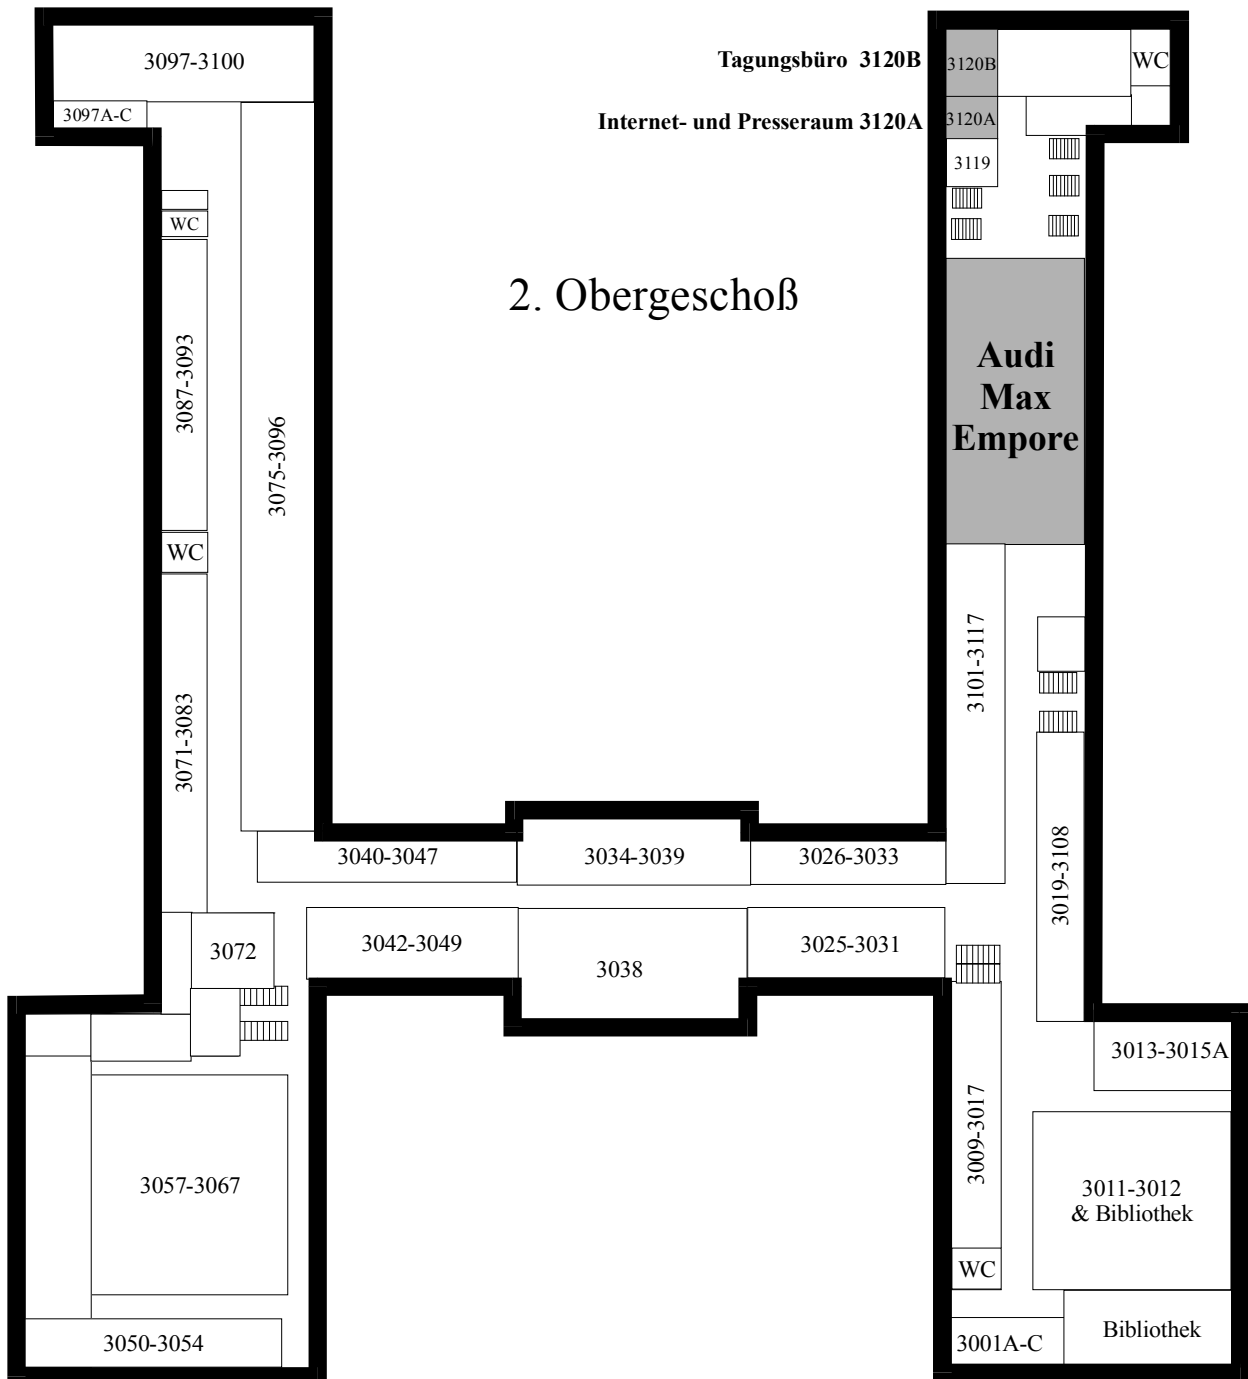 3097-3100
Tagungsbüro 3120B
3120B
WC
3097A-C
Internet- und Presseraum 3120A
3120A
3119
WC
2. Obergeschoß
3087-3093
Audi
Max
Empore
3075-3096
WC
3101-3117
3071-3083
3040-3047
3034-3039
3026-3033
3019-3108
3042-3049
3072
3038
3025-3031
3013-3015A
3009-3017
3057-3067
3011-3012
& Bibliothek
WC
3050-3054
3001A-C
Bibliothek